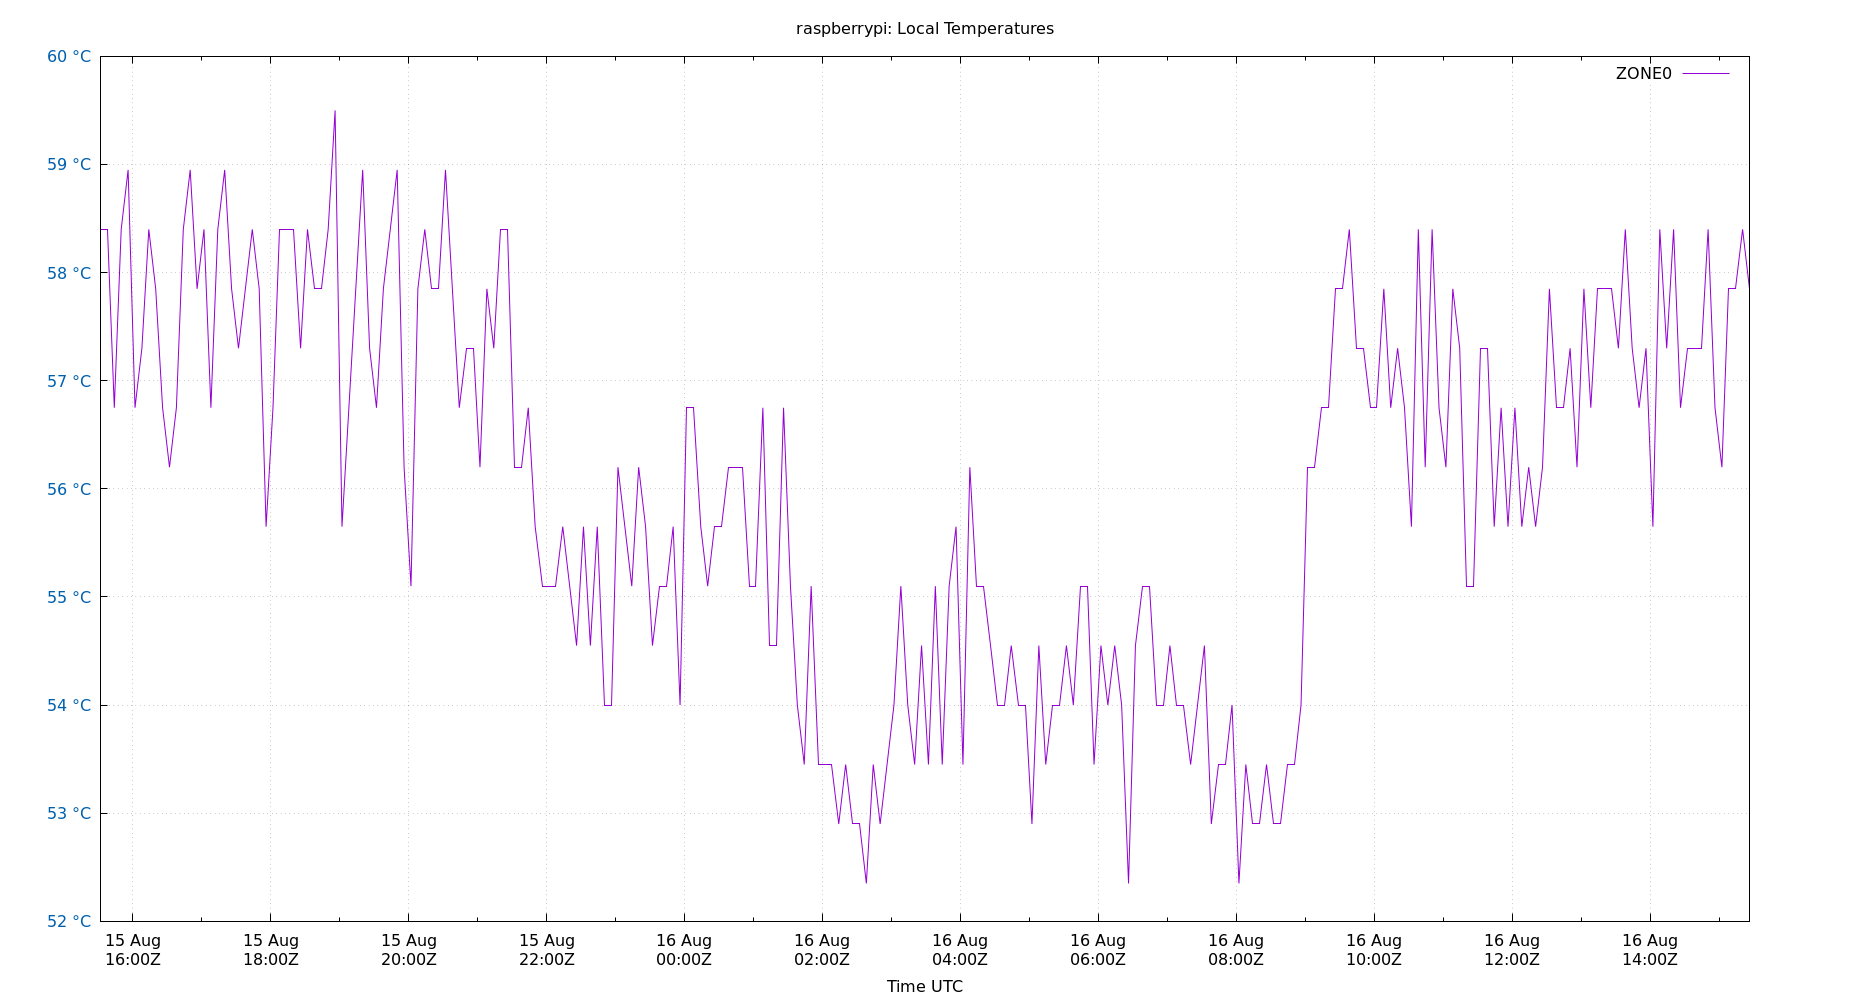 raspberrypi: Local Temperatures
60 °C
ZONE0
59 °C
58 °C
57 °C
56 °C
55 °C
54 °C
53 °C
52 °C
15 Aug 15 Aug 15 Aug 15 Aug 16 Aug 16 Aug 16 Aug 16 Aug 16 Aug 16 Aug 16 Aug 16 Aug
16:00Z 18:00Z 20:00Z 22:00Z 00:00Z 02:00Z 04:00Z 06:00Z 08:00Z 10:00Z 12:00Z 14:00Z
Time UTC